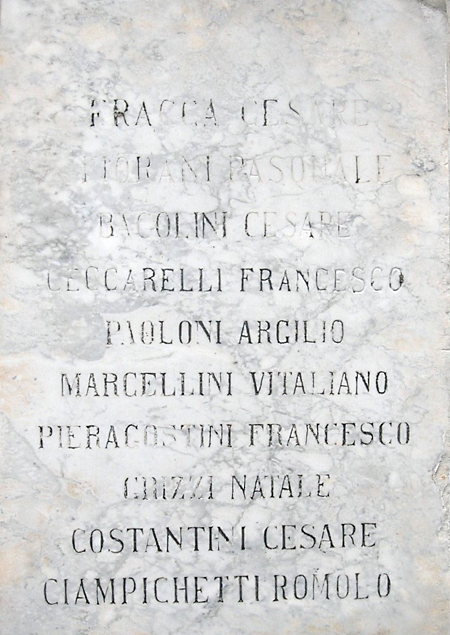 FRACCA CESARE
FIORANI PASQUALE
BACOLINI CESARE
CECCARELLI FRANCESCO
PAOLONI ARGILIO
MARCELLINI VITALIANO
PIERAGOSTINI FRANCESCO
GRIZZI NATALE
COSTANTINI CESARE
CIAMPICHETTI ROMOLO